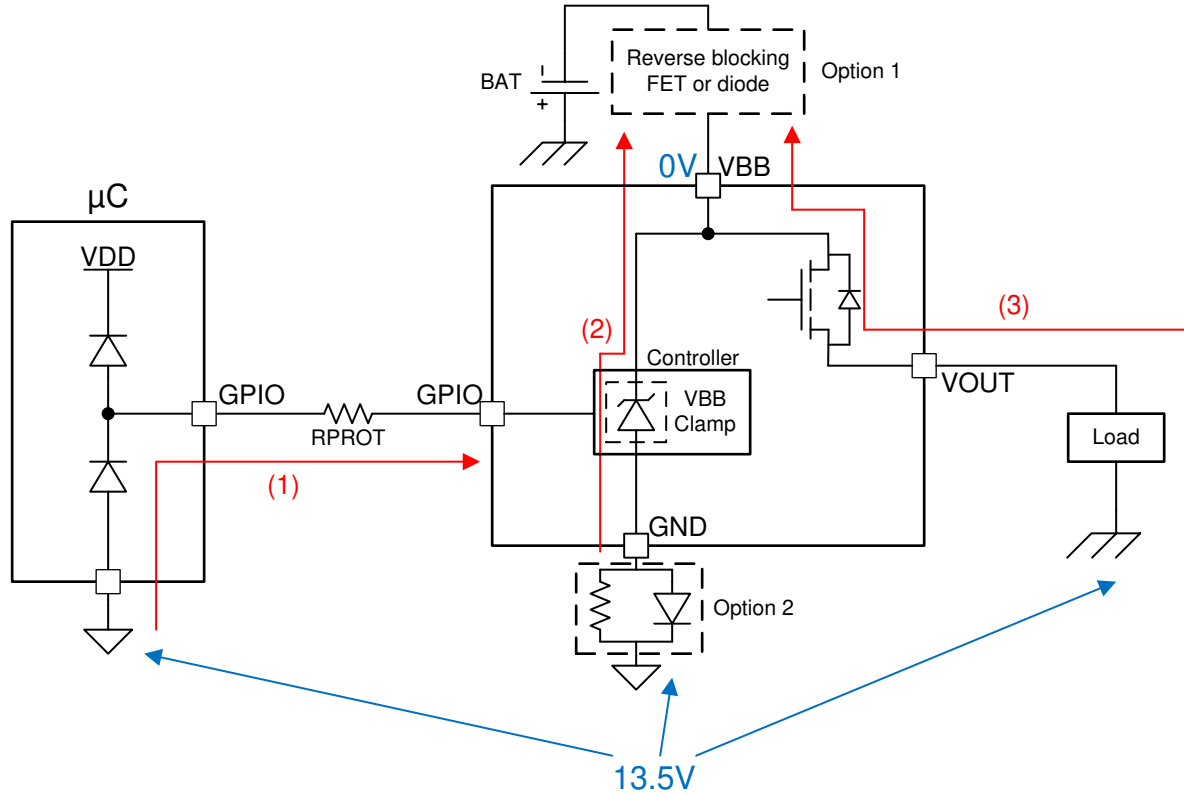 Reverse blocking
FET or diode
Option 1
BAT
-
+
0V
VBB
µC
VDD
(2)
(3)
Controller
VBB
Clamp
GPIO
GPIO
RPROT
VOUT
Load
(1)
GND
Option 2
13.5V